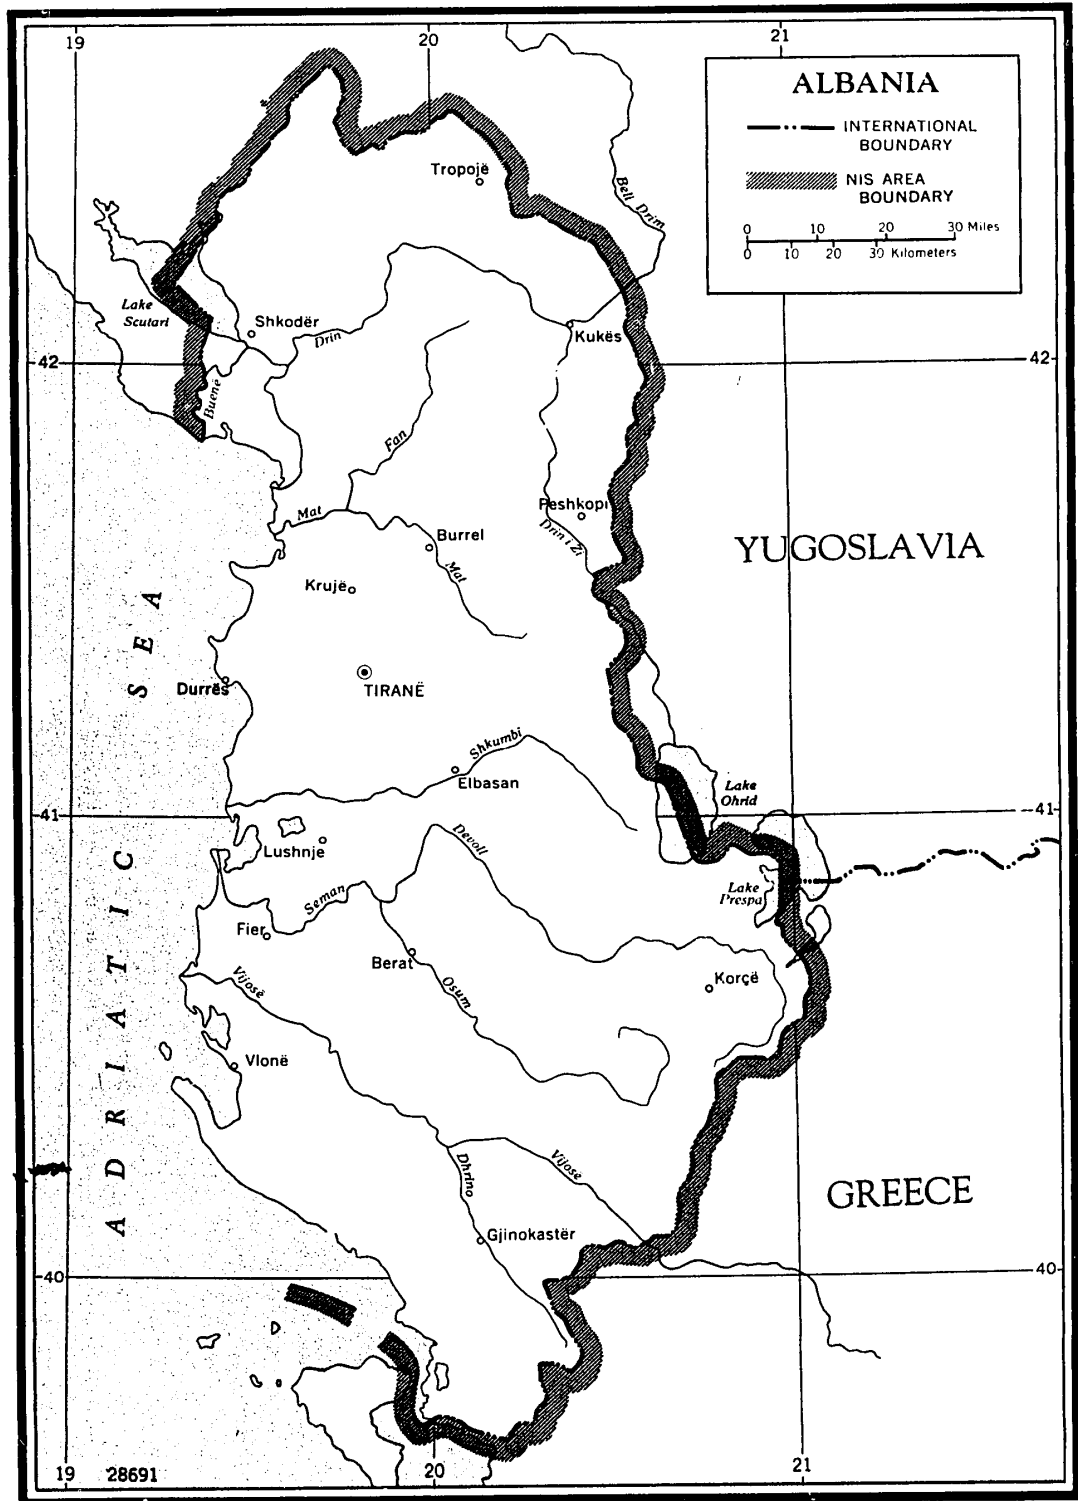 19
20
21
ALBANIA
INTERNATIONAL
BOUNDARY
NIS AREA
BOUNDARY
0 10 20 30 Miles
0 10 20 30 Kilometers
Tropojë
Beli Drim
Lake
Scutari
Shkodër
Drin
Kukës
42
42
Buenë
Fan
Peshkopi
Mat
Burrel
Drin i Zi
Mat
YUGOSLAVIA
Krujë
ADRIATIC SEA
Durrës
TIRANË
Shkumbi
Elbasan
Lake
Ohrid
41
41
Lushnje
Devoll
Lake
Prespa
Seman
Fier
Berat
Korçë
Vijosë
Osum
Vlonë
Dhrino
Vijosë
GREECE
Gjinokastër
40
40
19
28691
20
21